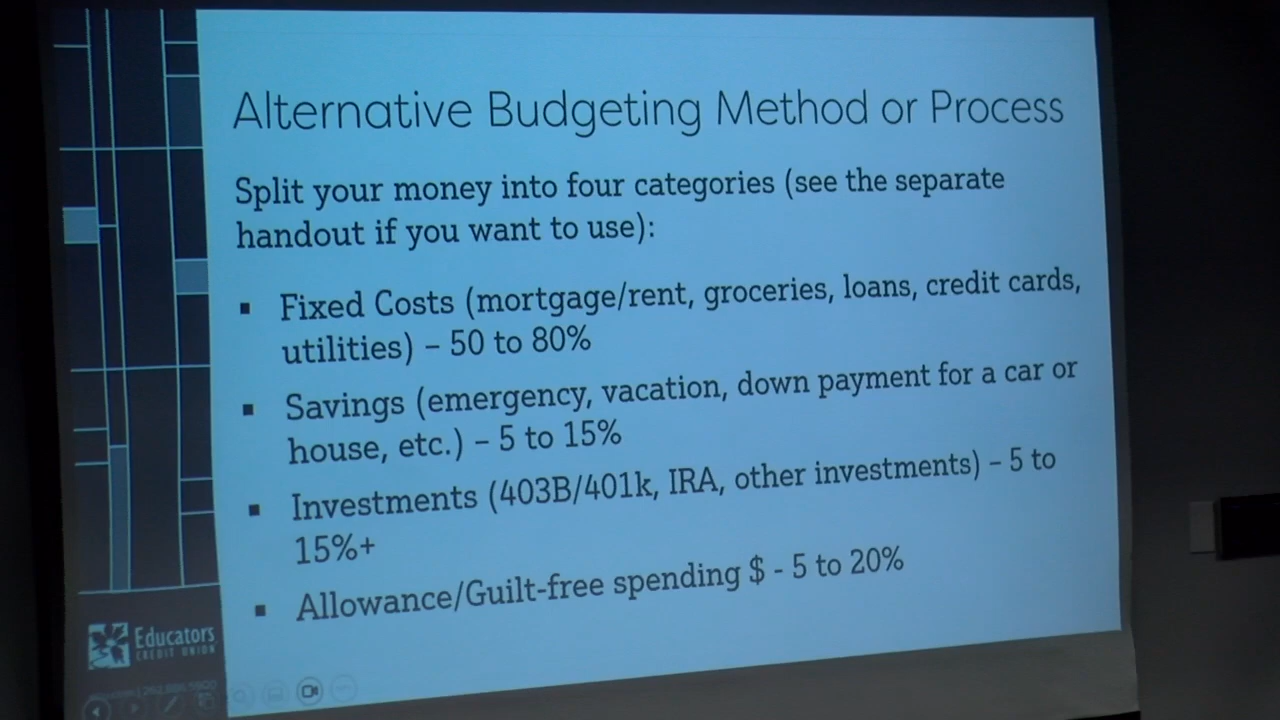 Alternative Budgeting Method or Process
Split your money into four categories (see the separate
handout if you want to use):
▪ Fixed Costs (mortgage/rent, groceries, loans, credit cards,
utilities) – 50 to 80%
▪ Savings (emergency, vacation, down payment for a car or
house, etc.) – 5 to 15%
▪ Investments (403B/401k, IRA, other investments) – 5 to
15%+
▪ Allowance/Guilt-free spending $ - 5 to 20%
Educators
CREDIT UNION